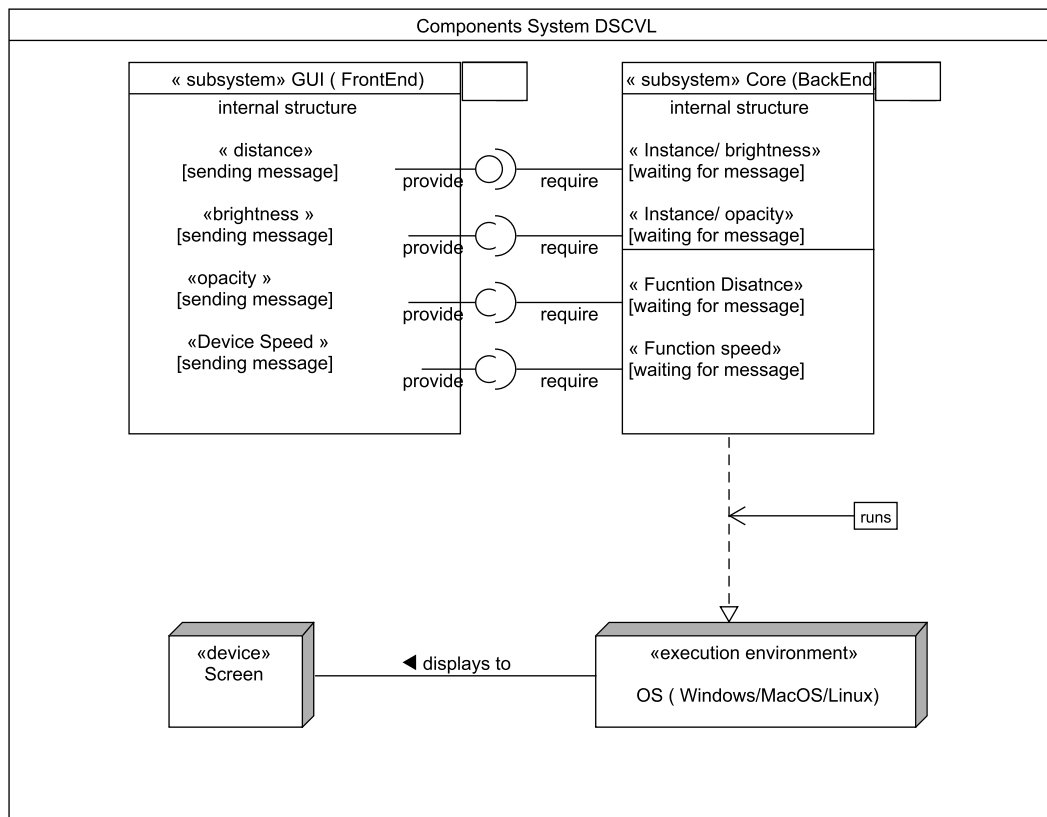 Components System DSCVL
« subsystem» GUI ( FrontEnd)
internal structure
« distance»
[sending message]
«brightness »
[sending message]
«opacity »
[sending message]
«Device Speed »
[sending message]
provide
require
provide
require
provide
require
provide
require
« subsystem» Core (BackEnd)
internal structure
« Instance/ brightness»
[waiting for message]
« Instance/ opacity»
[waiting for message]
« Fucntion Disatnce»
[waiting for message]
« Function speed»
[waiting for message]
runs
«device»
Screen
◀ displays to
«execution environment»
OS ( Windows/MacOS/Linux)